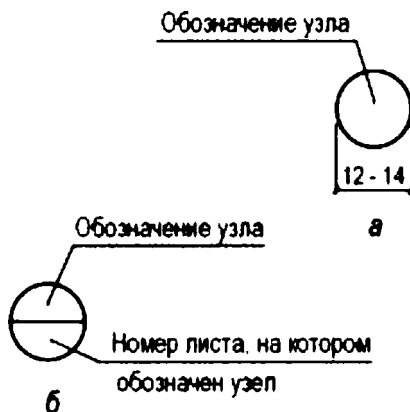 Обозначение узла
12 - 14
а
Обозначение узла
Номер листа, на котором
обозначен узел
б